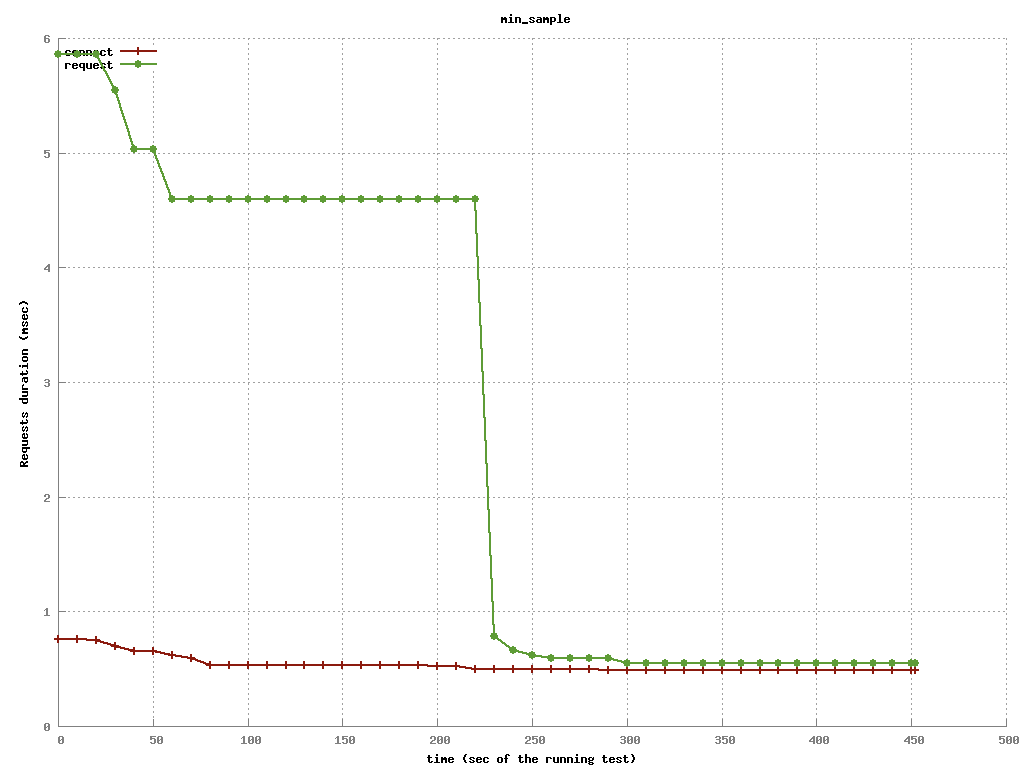 min_sample
connect
request
6
5
4
3
2
1
0
Requests duration (msec)
0 50 100 150 200 250 300 350 400 450 500
time (sec of the running test)